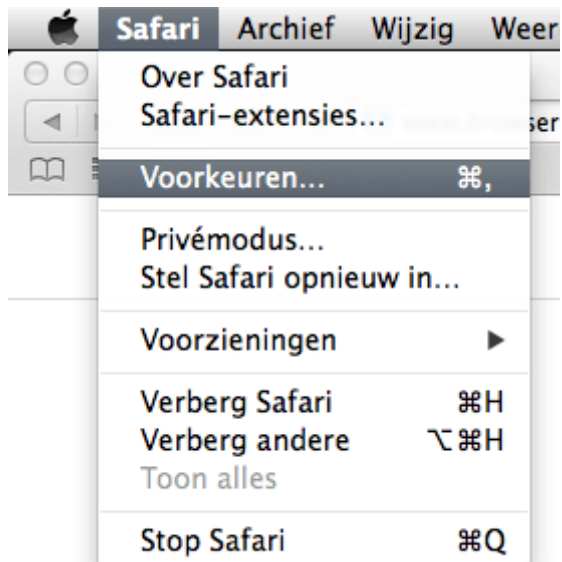 Safari Archief Wijzig Weer
Over Safari
Safari-extensies...
Voorkeuren... ⌘,
Privémodus...
Stel Safari opnieuw in...
Voorzieningen ▶
Verberg Safari ⌘H
Verberg andere ⌥⌘H
Toon alles
Stop Safari ⌘Q